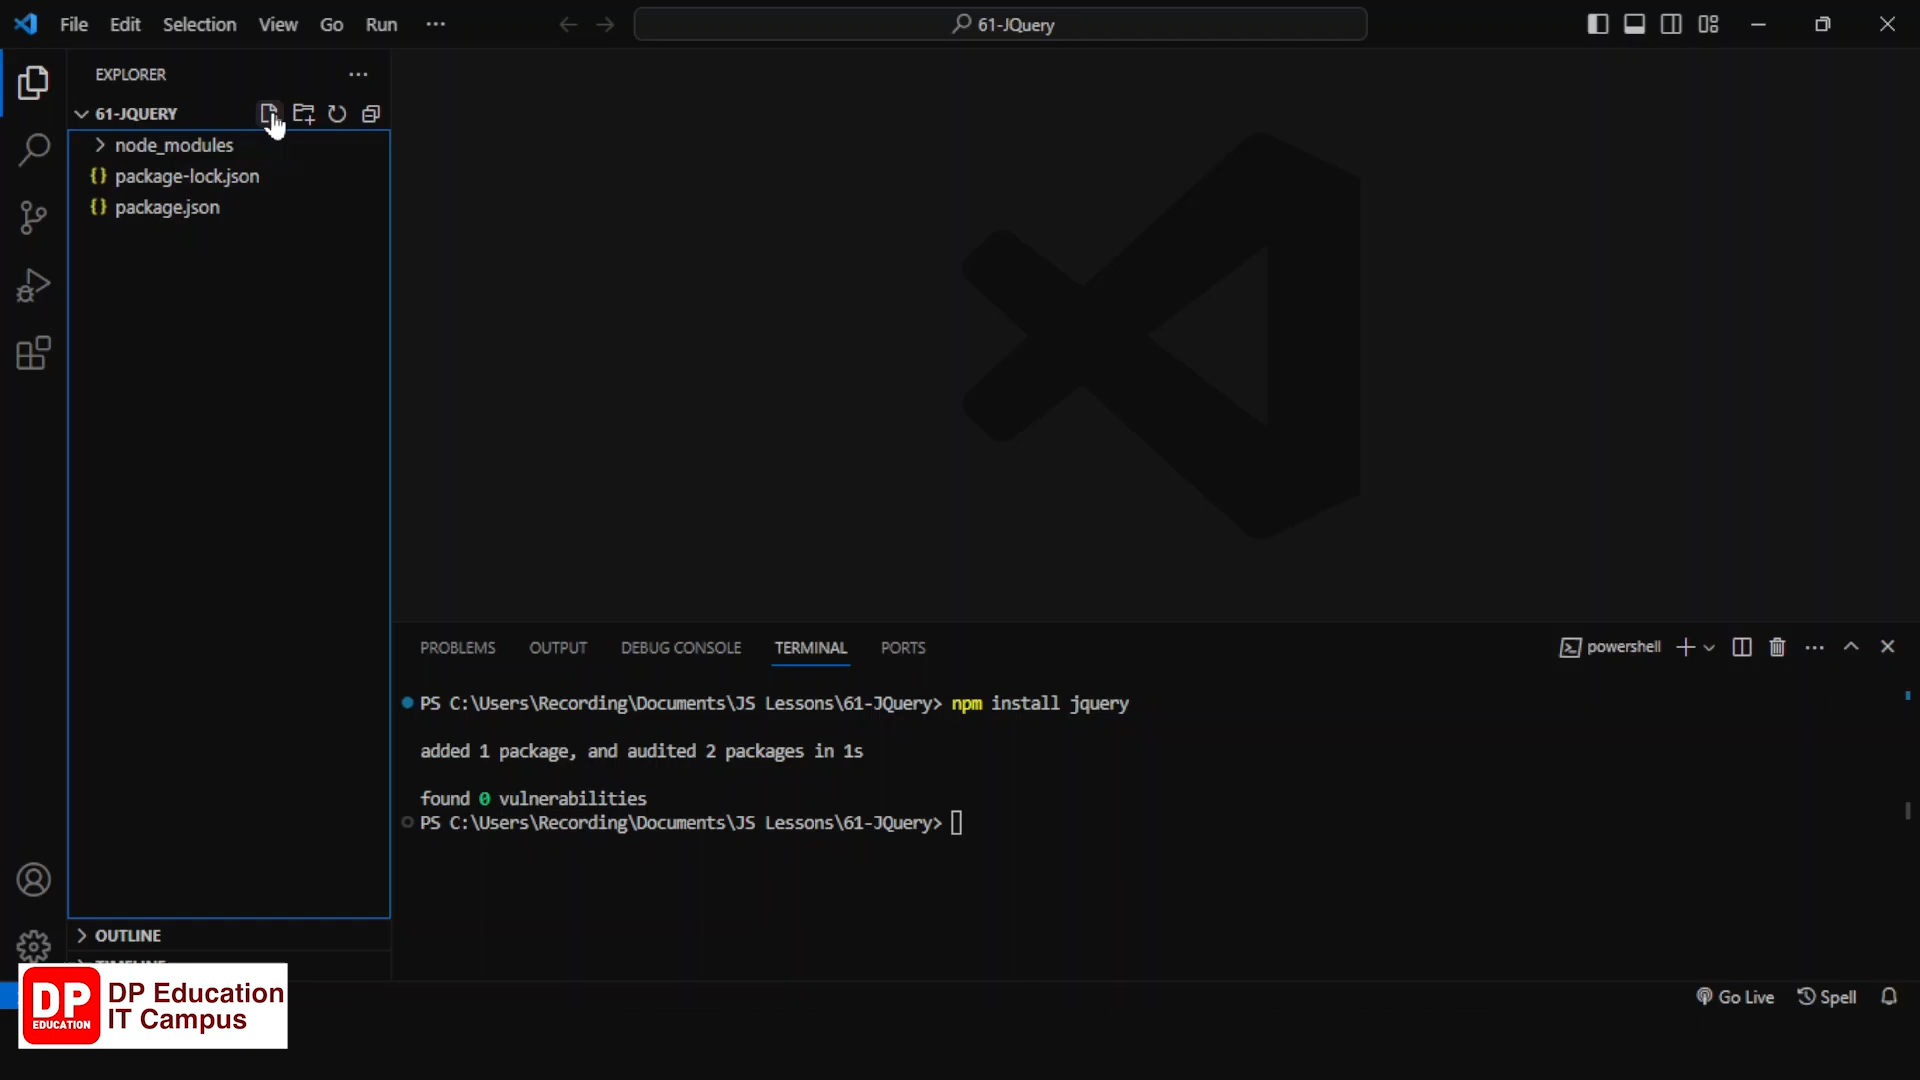 File Edit Selection View Go Run ···
61-JQuery
EXPLORER ···
61-JQUERY
node_modules
{} package-lock.json
{} package.json
PROBLEMS OUTPUT DEBUG CONSOLE TERMINAL PORTS
powershell
PS C:\Users\Recording\Documents\JS Lessons\61-JQuery> npm install jquery
added 1 package, and audited 2 packages in 1s
found 0 vulnerabilities
PS C:\Users\Recording\Documents\JS Lessons\61-JQuery>
OUTLINE
DP EDUCATION
DP Education
IT Campus
Go Live Spell